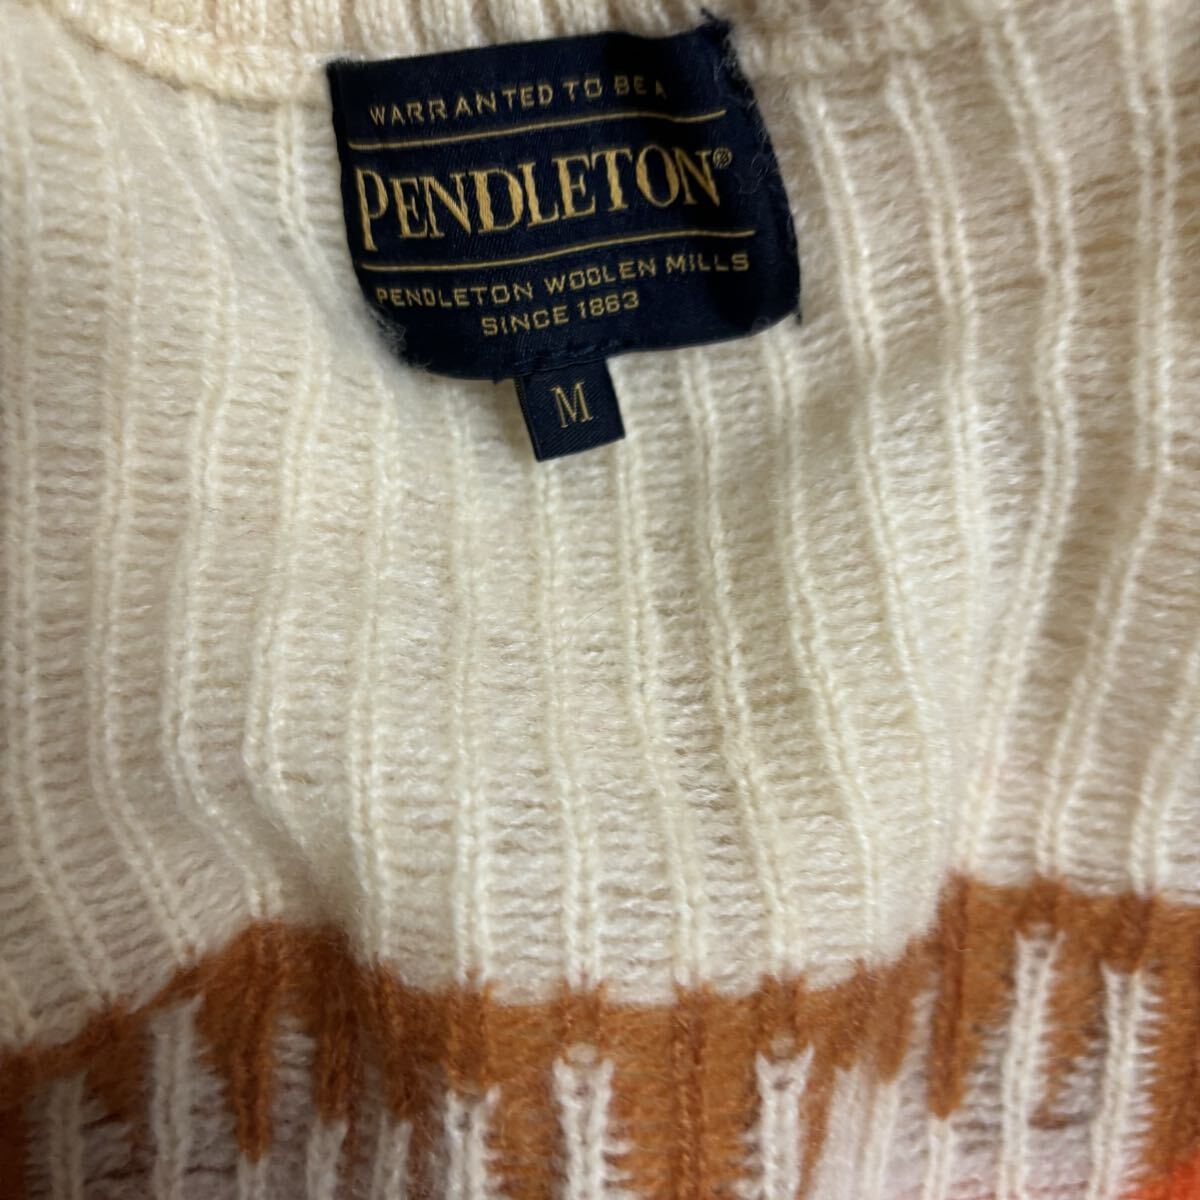 WARRANTED TO BE A
PENDLETON®
PENDLETON WOOLEN MILLS
SINCE 1863
M